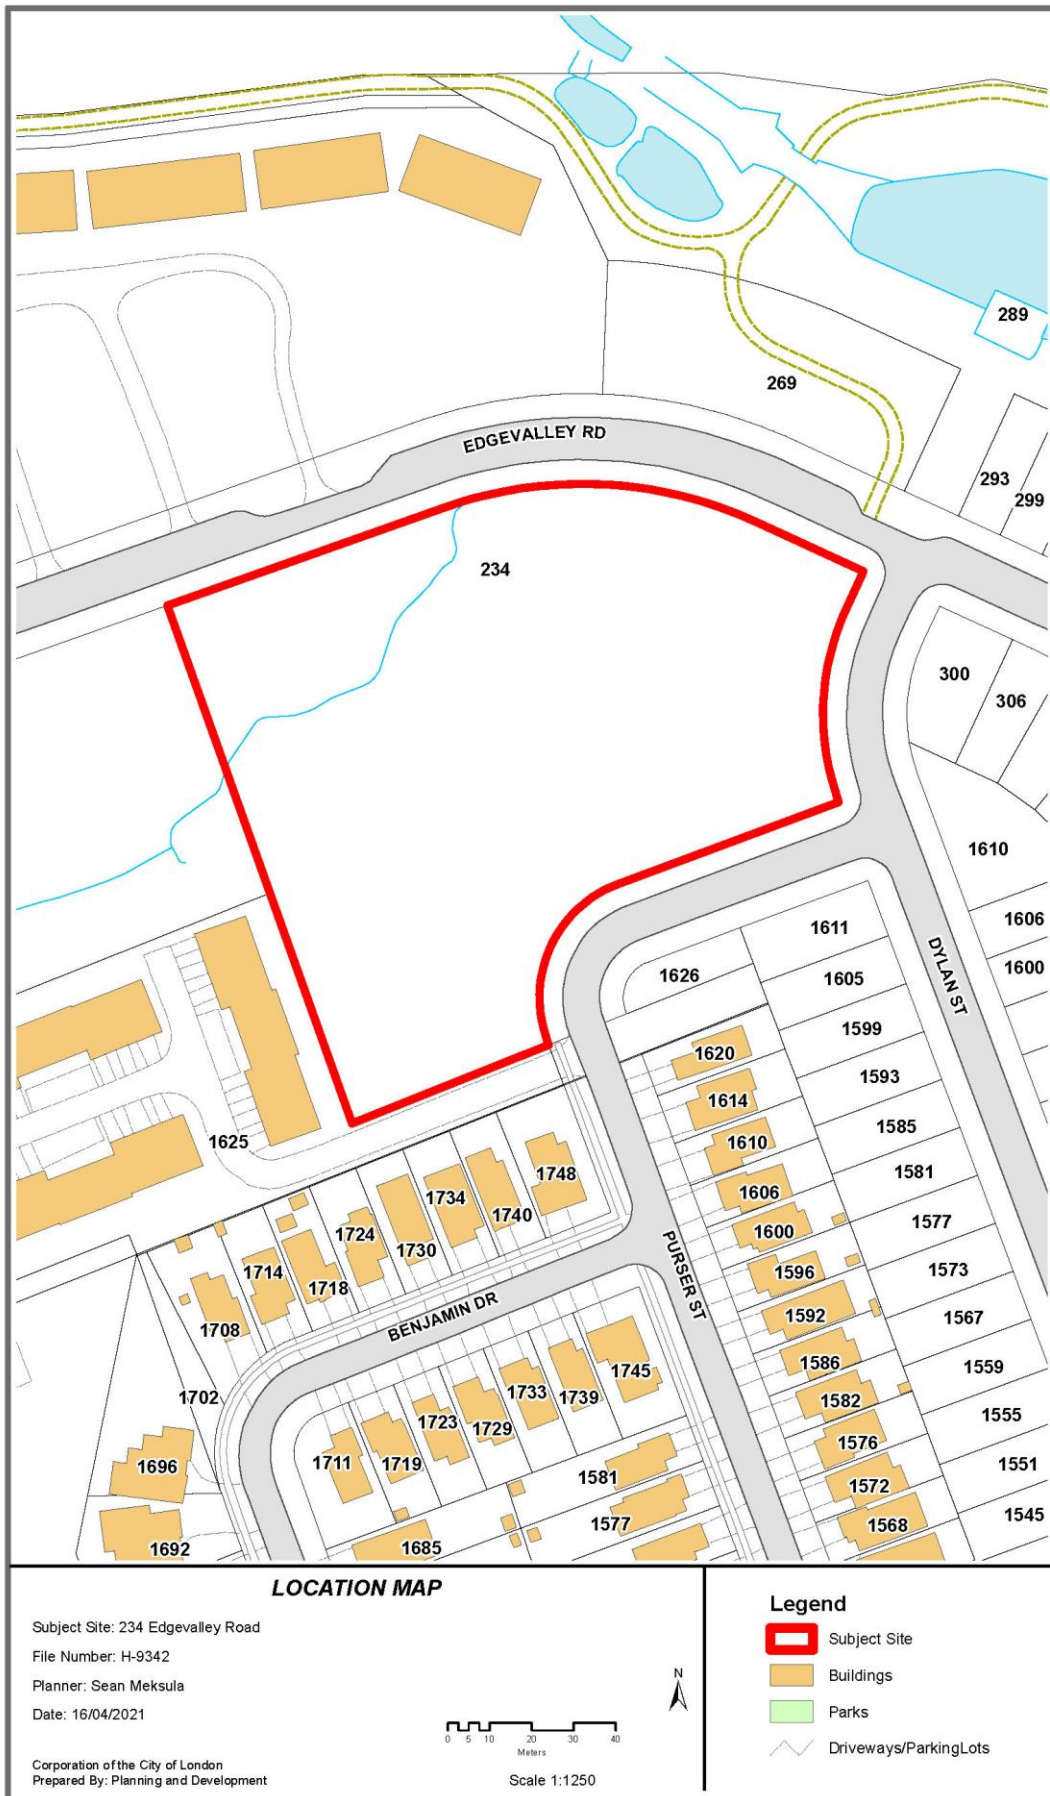 289
269
EDGEVALLEY RD
293
299
234
300
306
1610
1611
1606
1626
1605
1600
DYLAN ST
1599
1620
1593
1614
1585
1625
1610
1581
1748
1734
1606
1740
1577
1724
1600
1730
PURSER ST
1714
1596
1573
1718
1592
1567
BENJAMIN DR
1708
1586
1559
1745
1733
1739
1702
1582
1555
1723
1729
1576
1711
1719
1696
1581
1551
1572
1577
1568
1545
1692
1685
LOCATION MAP
Subject Site: 234 Edgevalley Road
File Number: H-9342
Planner: Sean Meksula
Date: 16/04/2021
Corporation of the City of London
Prepared By: Planning and Development
N
0 5 10 20 30 40
Meters
Scale 1:1250
Legend
Subject Site
Buildings
Parks
Driveways/ParkingLots